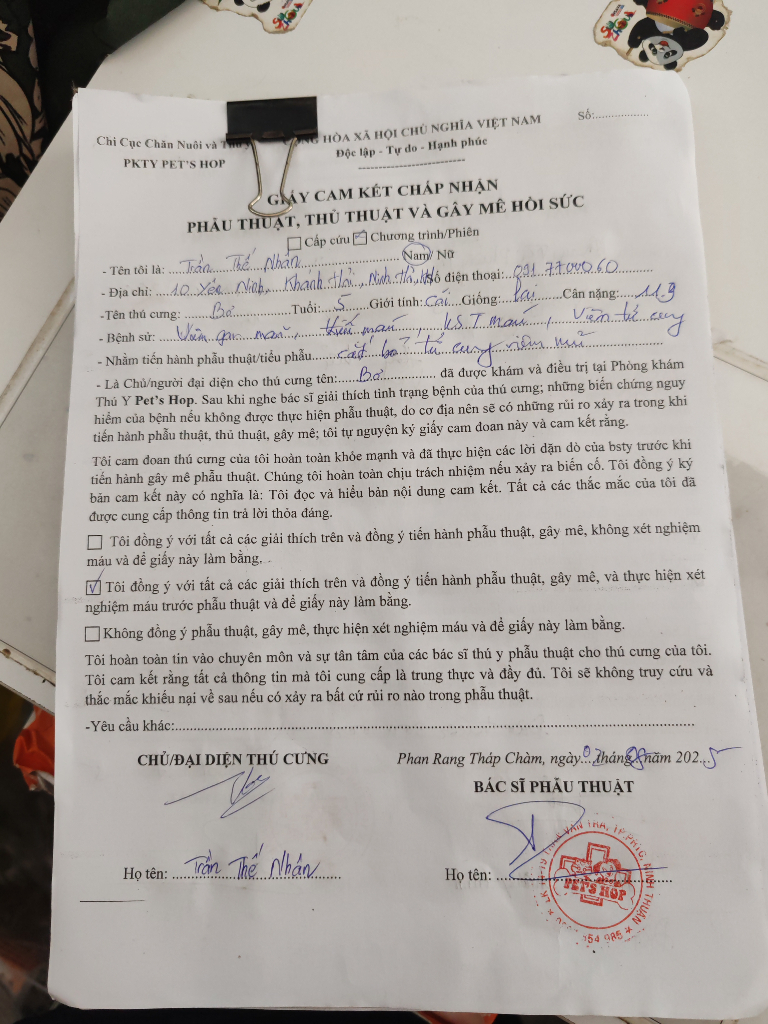 Chi Cục Chăn Nuôi và Thú y
CỘNG HÒA XÃ HỘI CHỦ NGHĨA VIỆT NAM
Số:.................
PKTY PET'S HOP
Độc lập - Tự do - Hạnh phúc
GIẤY CAM KẾT CHẤP NHẬN
PHẪU THUẬT, THỦ THUẬT VÀ GÂY MÊ HỒI SỨC
Cấp cứu Chương trình/Phiên
- Tên tôi là: Trần Thế Nhân Nam/ Nữ
- Địa chỉ: Ninh, Khánh Hải, Ninh Hải, Số điện thoại: 091 7700060
-Tên thú cưng: Bơ Tuổi: 5 Giới tính: Cái Giống: lai Cân nặng: 11.9
- Bệnh sử: Viêm gan , thiếu máu, KST máu, Viêm tử cung
- Nhằm tiến hành phẫu thuật/tiểu phẫu cắt bỏ tử cung viêm mủ
- Là Chủ/người đại diện cho thú cưng tên: Bơ đã được khám và điều trị tại Phòng khám
Thú Y Pet's Hop. Sau khi nghe bác sĩ giải thích tình trạng bệnh của thú cưng; những biến chứng nguy
hiểm của bệnh nếu không được thực hiện phẫu thuật, do cơ địa nên sẽ có những rủi ro xảy ra trong khi
tiến hành phẫu thuật, thủ thuật, gây mê; tôi tự nguyện ký giấy cam đoan này và cam kết rằng.
Tôi cam đoan thú cưng của tôi hoàn toàn khỏe mạnh và đã thực hiện các lời dặn dò của bsty trước khi
tiến hành gây mê phẫu thuật. Chúng tôi hoàn toàn chịu trách nhiệm nếu xảy ra biến cố. Tôi đồng ý ký
bản cam kết này có nghĩa là: Tôi đọc và hiểu bản nội dung cam kết. Tất cả các thắc mắc của tôi đã
được cung cấp thông tin trả lời thỏa đáng.
Tôi đồng ý với tất cả các giải thích trên và đồng ý tiến hành phẫu thuật, gây mê, không xét nghiệm
máu và để giấy này làm bằng.
Tôi đồng ý với tất cả các giải thích trên và đồng ý tiến hành phẫu thuật, gây mê, và thực hiện xét
nghiệm máu trước phẫu thuật và để giấy này làm bằng.
Không đồng ý phẫu thuật, gây mê, thực hiện xét nghiệm máu và để giấy này làm bằng.
Tôi hoàn toàn tin vào chuyên môn và sự tận tâm của các bác sĩ thú y phẫu thuật cho thú cưng của tôi.
Tôi cam kết rằng tất cả thông tin mà tôi cung cấp là trung thực và đầy đủ. Tôi sẽ không truy cứu và
thắc mắc khiếu nại về sau nếu có xảy ra bất cứ rủi ro nào trong phẫu thuật.
-Yêu cầu khác:
CHỦ/ĐẠI DIỆN THÚ CƯNG
Phan Rang Tháp Chàm, ngày tháng 08 năm 2025
BÁC SĨ PHẪU THUẬT
Họ tên: Trần Thế Nhân
Họ tên:
PET'S HOP